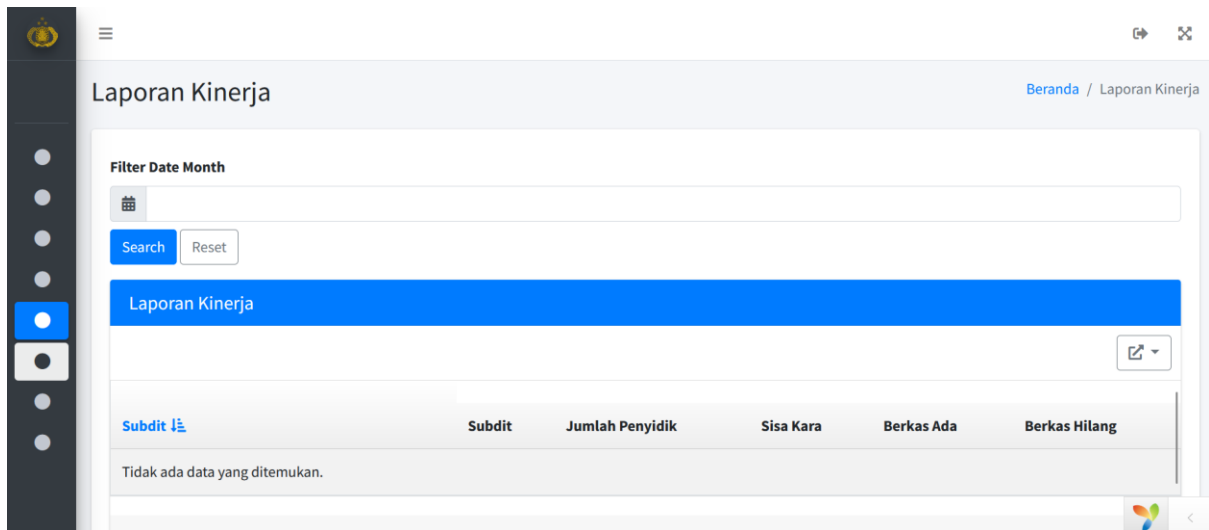 Laporan Kinerja
Beranda / Laporan Kinerja
Filter Date Month
Search Reset
Laporan Kinerja
Subdit Subdit Jumlah Penyidik Sisa Kara Berkas Ada Berkas Hilang
Tidak ada data yang ditemukan.